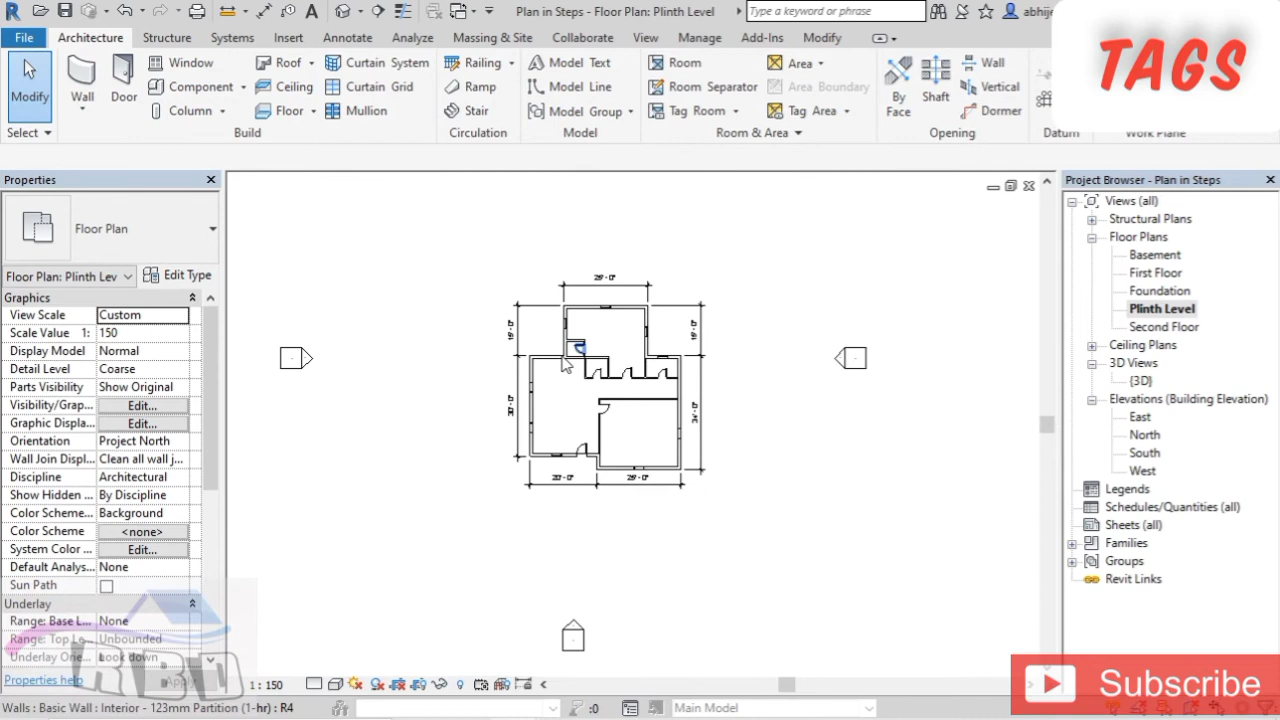 Plan in Steps - Floor Plan: Plinth Level
Type a keyword or phrase
abhije
TAGS
File Architecture Structure Systems Insert Annotate Analyze Massing & Site Collaborate View Manage Add-Ins Modify
Modify
Wall
Door
Window
Component
Column
Roof
Ceiling
Floor
Curtain System
Curtain Grid
Mullion
Railing
Ramp
Stair
Model Text
Model Line
Model Group
Room
Room Separator
Tag Room
Area
Area Boundary
Tag Area
By Face
Shaft
Wall
Vertical
Dormer
Select Build Circulation Model Room & Area Opening Datum Work Plane
Properties
Floor Plan
Floor Plan: Plinth Lev Edit Type
Graphics
View Scale Custom
Scale Value 1: 150
Display Model Normal
Detail Level Coarse
Parts Visibility Show Original
Visibility/Grap... Edit...
Graphic Displa... Edit...
Orientation Project North
Wall Join Displ... Clean all wall j...
Discipline Architectural
Show Hidden ... By Discipline
Color Scheme... Background
Color Scheme <none>
System Color ... Edit...
Default Analys... None
Sun Path
Underlay
Range: Base L... None
Range: Top Le... Unbounded
Underlay Orie... Look down
Properties help Apply
RBD
Project Browser - Plan in Steps
Views (all)
Structural Plans
Floor Plans
Basement
First Floor
Foundation
Plinth Level
Second Floor
Ceiling Plans
3D Views
{3D}
Elevations (Building Elevation)
East
North
South
West
Legends
Schedules/Quantities (all)
Sheets (all)
Families
Groups
Revit Links
1 : 150
Subscribe
Walls : Basic Wall : Interior - 123mm Partition (1-hr) : R4
:0
Main Model